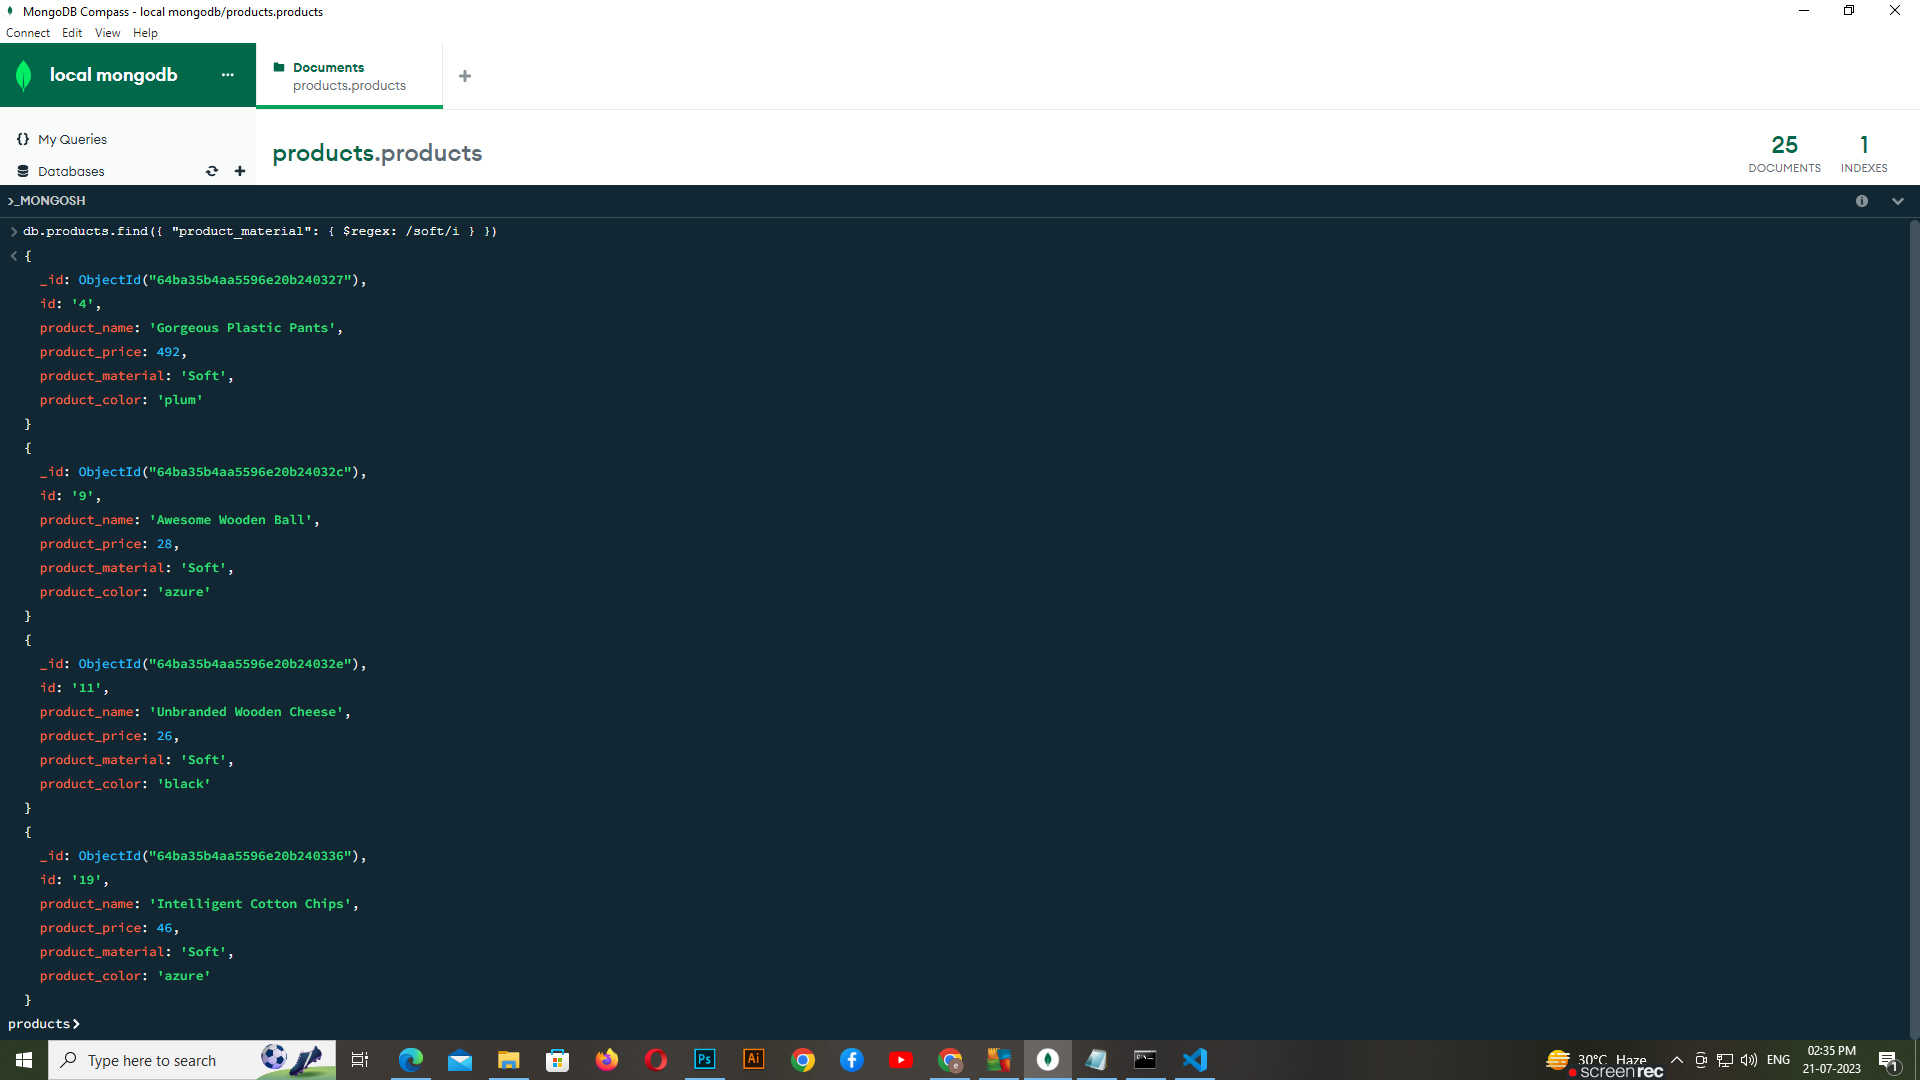 MongoDB Compass - local mongodb/products.products
Connect Edit View Help
local mongodb ...
Documents
products.products
{} My Queries
Databases
products.products
25
DOCUMENTS
1
INDEXES
>_MONGOSH
db.products.find({ "product_material": { $regex: /soft/i } })
{
_id: ObjectId("64ba35b4aa5596e20b240327"),
id: '4',
product_name: 'Gorgeous Plastic Pants',
product_price: 492,
product_material: 'Soft',
product_color: 'plum'
}
{
_id: ObjectId("64ba35b4aa5596e20b24032c"),
id: '9',
product_name: 'Awesome Wooden Ball',
product_price: 28,
product_material: 'Soft',
product_color: 'azure'
}
{
_id: ObjectId("64ba35b4aa5596e20b24032e"),
id: '11',
product_name: 'Unbranded Wooden Cheese',
product_price: 26,
product_material: 'Soft',
product_color: 'black'
}
{
_id: ObjectId("64ba35b4aa5596e20b240336"),
id: '19',
product_name: 'Intelligent Cotton Chips',
product_price: 46,
product_material: 'Soft',
product_color: 'azure'
}
products>
Type here to search
Ps
Ai
e
30°C Haze
screenrec
ENG
02:35 PM
21-07-2023
1